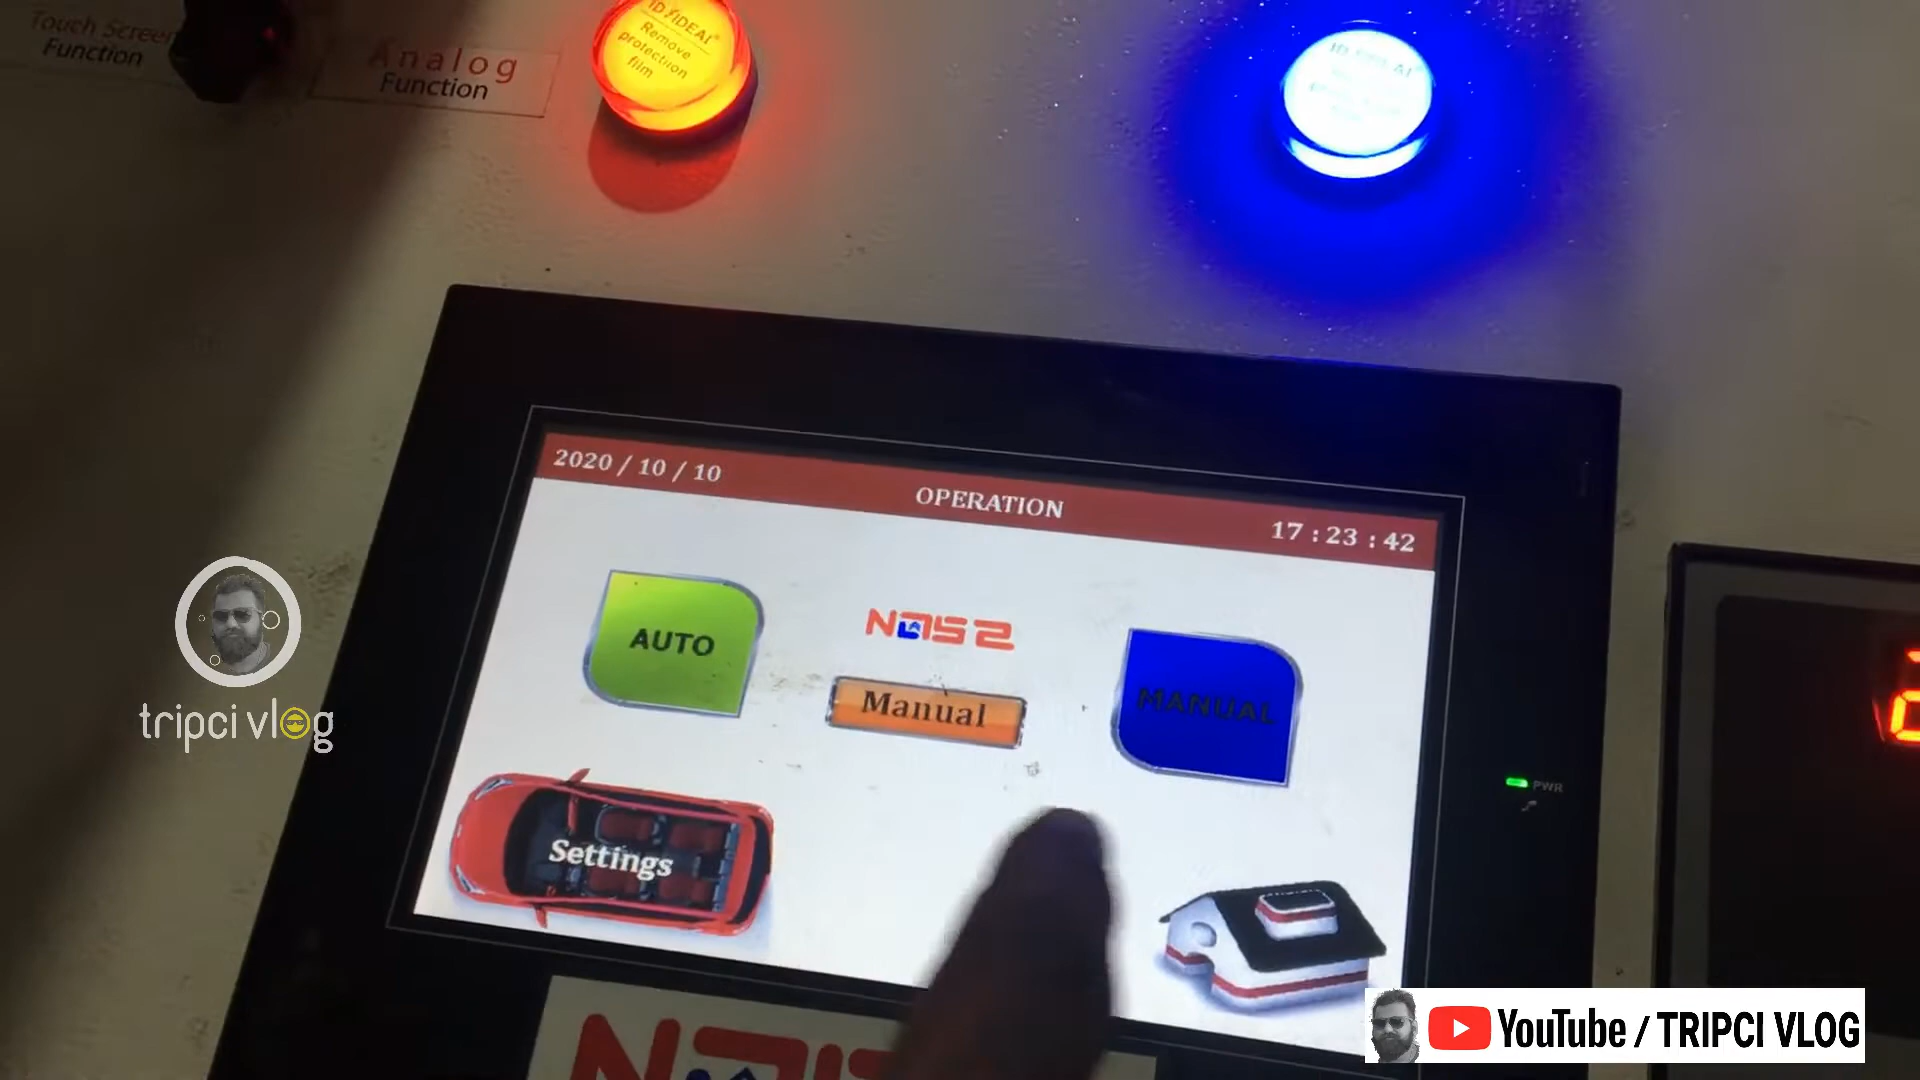 Touch Screen
Function
Analog
Function
ID IDEAL
Remove
protection
film
2020 / 10 / 10
OPERATION
17 : 23 : 42
AUTO
NAS 2
Manual
MANUAL
Settings
PWR
tripci vlog
YouTube / TRIPCI VLOG